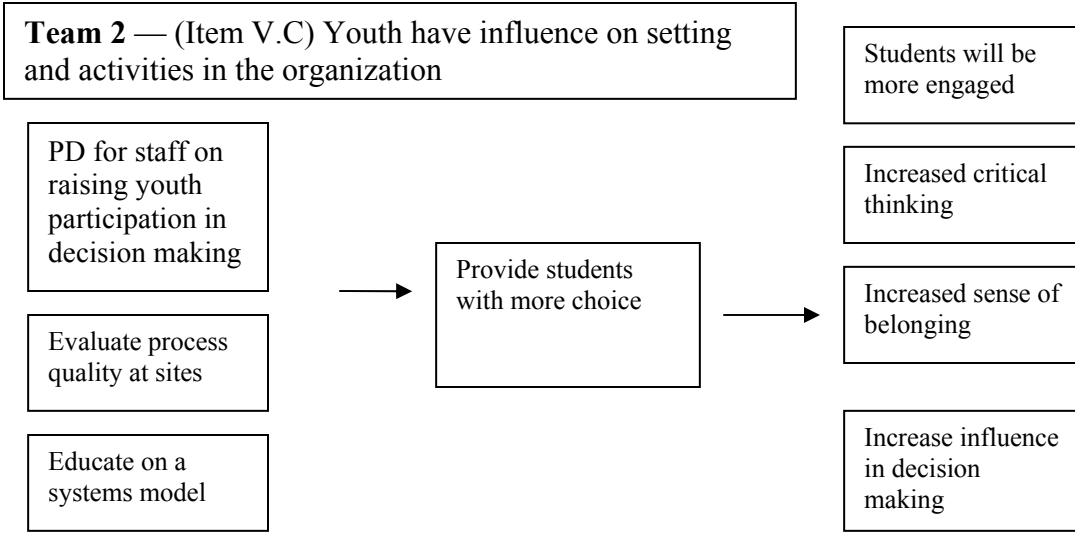 Team 2 — (Item V.C) Youth have influence on setting
and activities in the organization
PD for staff on
raising youth
participation in
decision making
Evaluate process
quality at sites
Educate on a
systems model
Provide students
with more choice
Students will be
more engaged
Increased critical
thinking
Increased sense of
belonging
Increase influence
in decision
making